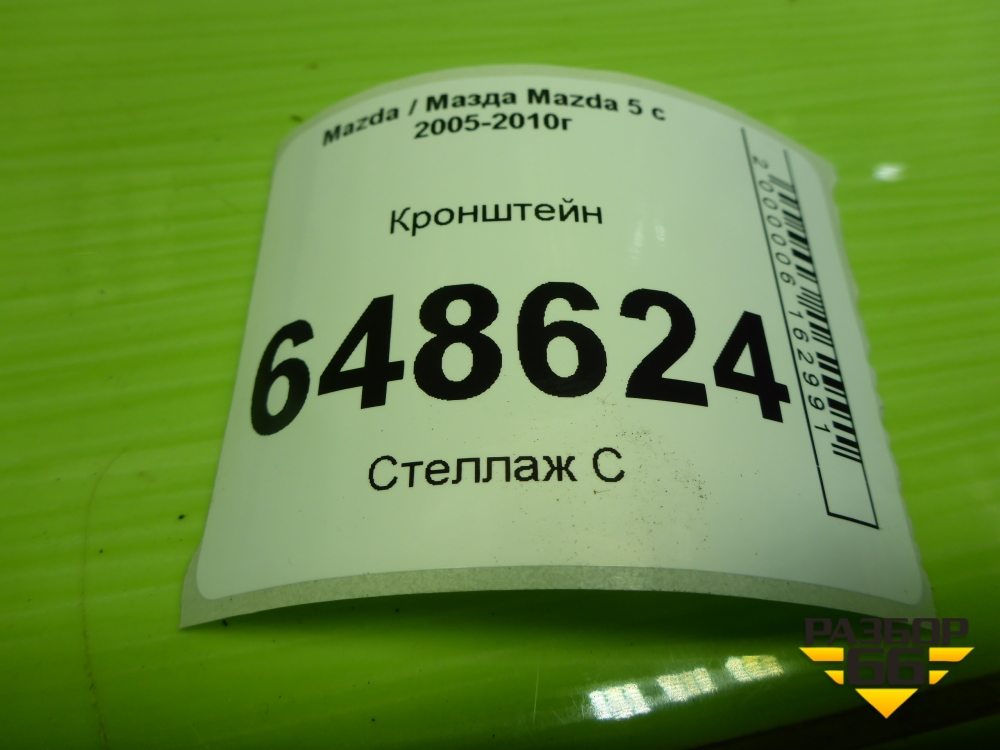 Mazda / Мазда Mazda 5 с
2005-2010г
Кронштейн
648624
Стеллаж С
2000006162991
РАЗБОР
66